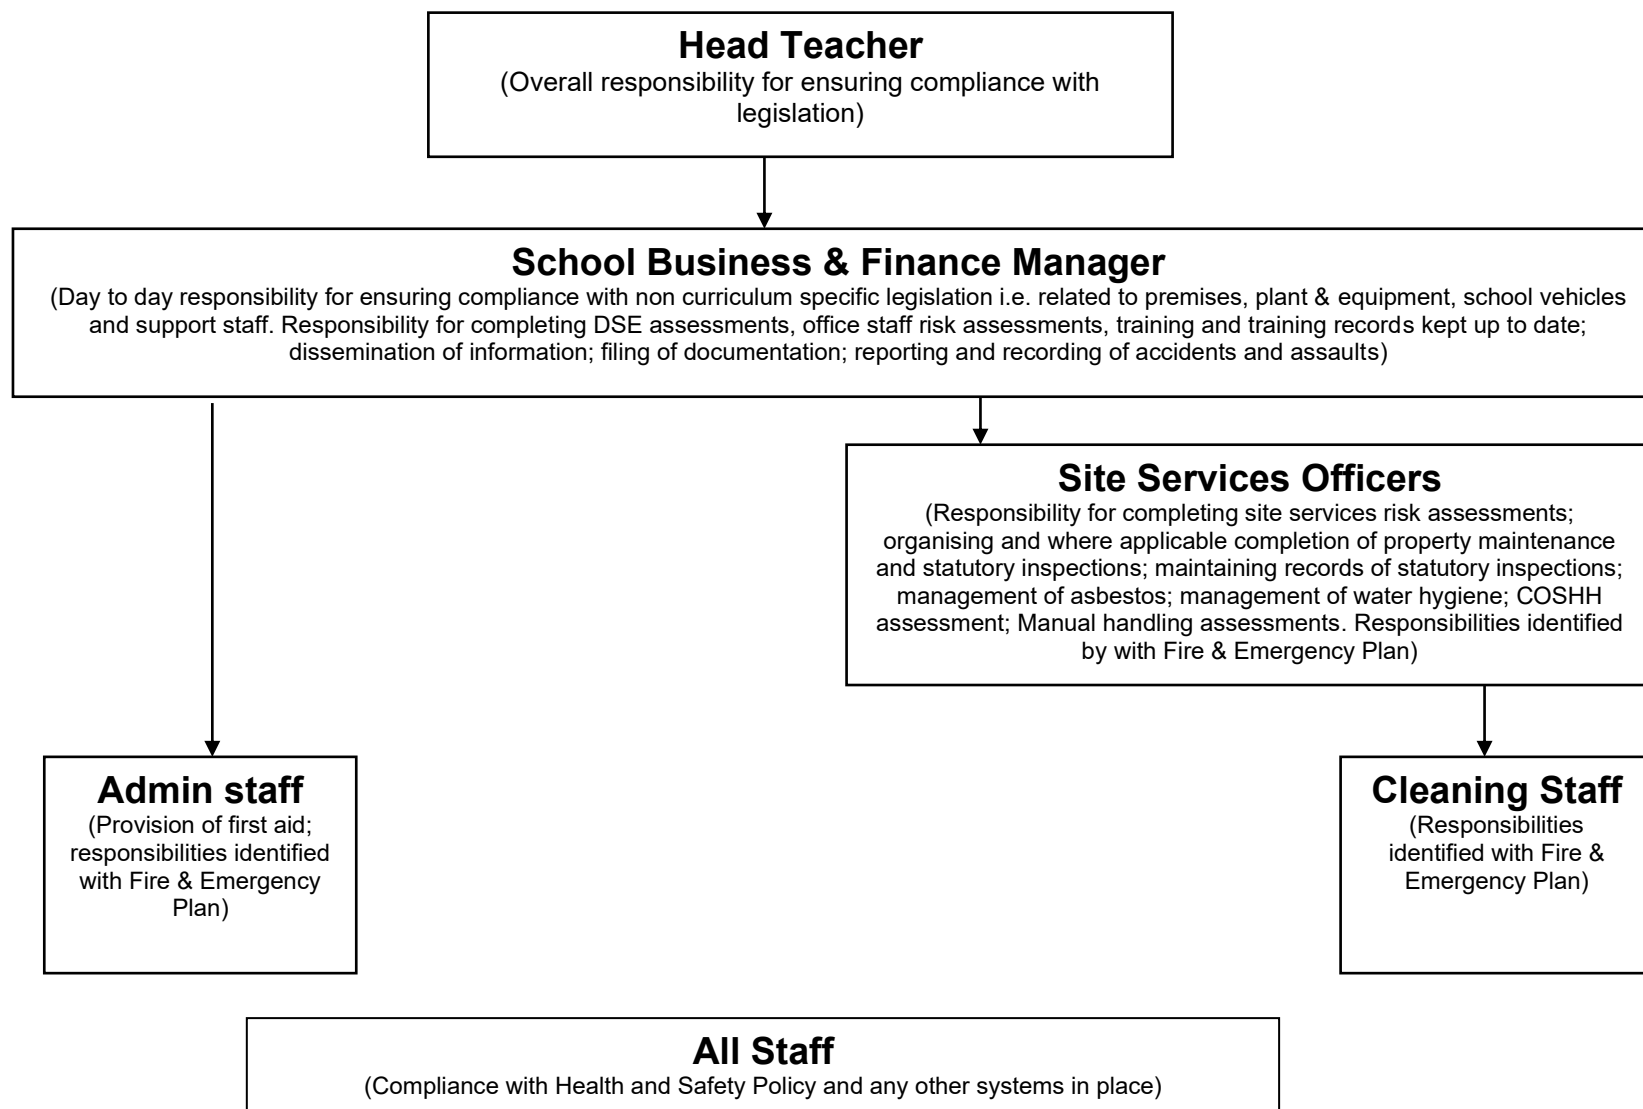 Head Teacher
(Overall responsibility for ensuring compliance with
legislation)
School Business & Finance Manager
(Day to day responsibility for ensuring compliance with non curriculum specific legislation i.e. related to premises, plant & equipment, school vehicles
and support staff. Responsibility for completing DSE assessments, office staff risk assessments, training and training records kept up to date;
dissemination of information; filing of documentation; reporting and recording of accidents and assaults)
Site Services Officers
(Responsibility for completing site services risk assessments;
organising and where applicable completion of property maintenance
and statutory inspections; maintaining records of statutory inspections;
management of asbestos; management of water hygiene; COSHH
assessment; Manual handling assessments. Responsibilities identified
by with Fire & Emergency Plan)
Admin staff
(Provision of first aid;
responsibilities identified
with Fire & Emergency
Plan)
Cleaning Staff
(Responsibilities
identified with Fire &
Emergency Plan)
All Staff
(Compliance with Health and Safety Policy and any other systems in place)